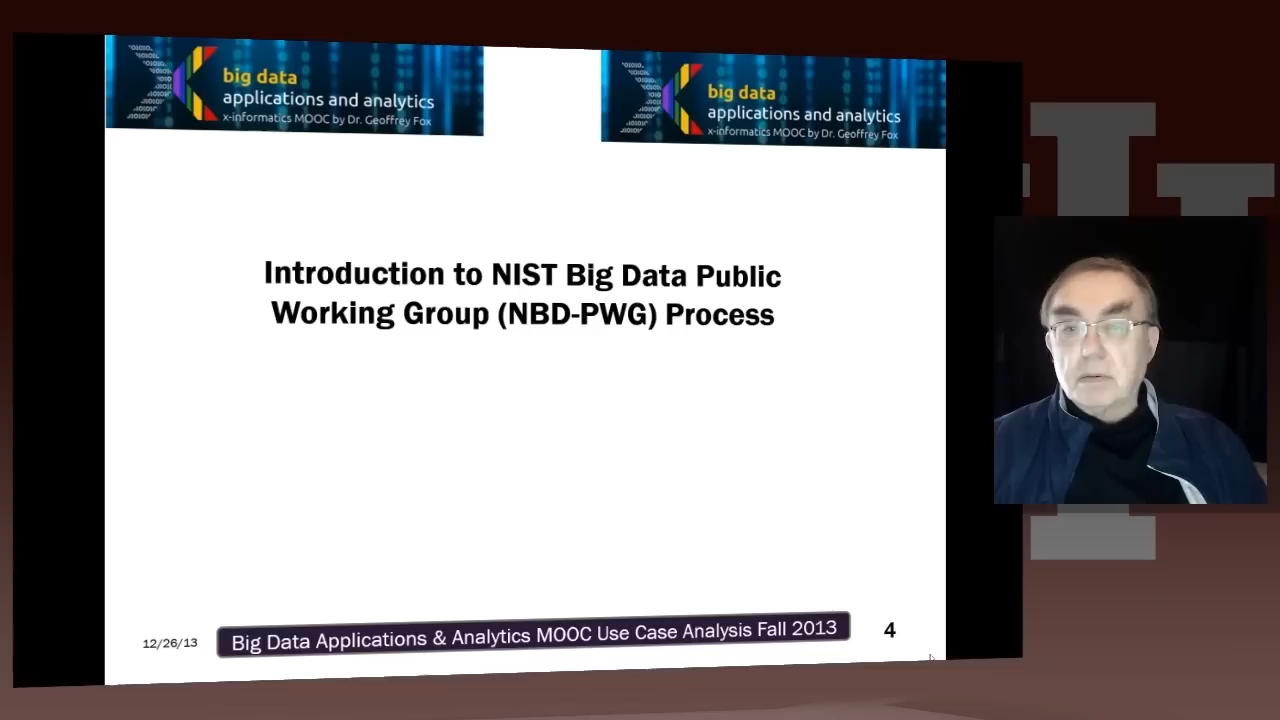 big data
applications and analytics
x-informatics MOOC by Dr. Geoffrey Fox
big data
applications and analytics
x-informatics MOOC by Dr. Geoffrey Fox
Introduction to NIST Big Data Public
Working Group (NBD-PWG) Process
12/26/13
Big Data Applications & Analytics MOOC Use Case Analysis Fall 2013
4